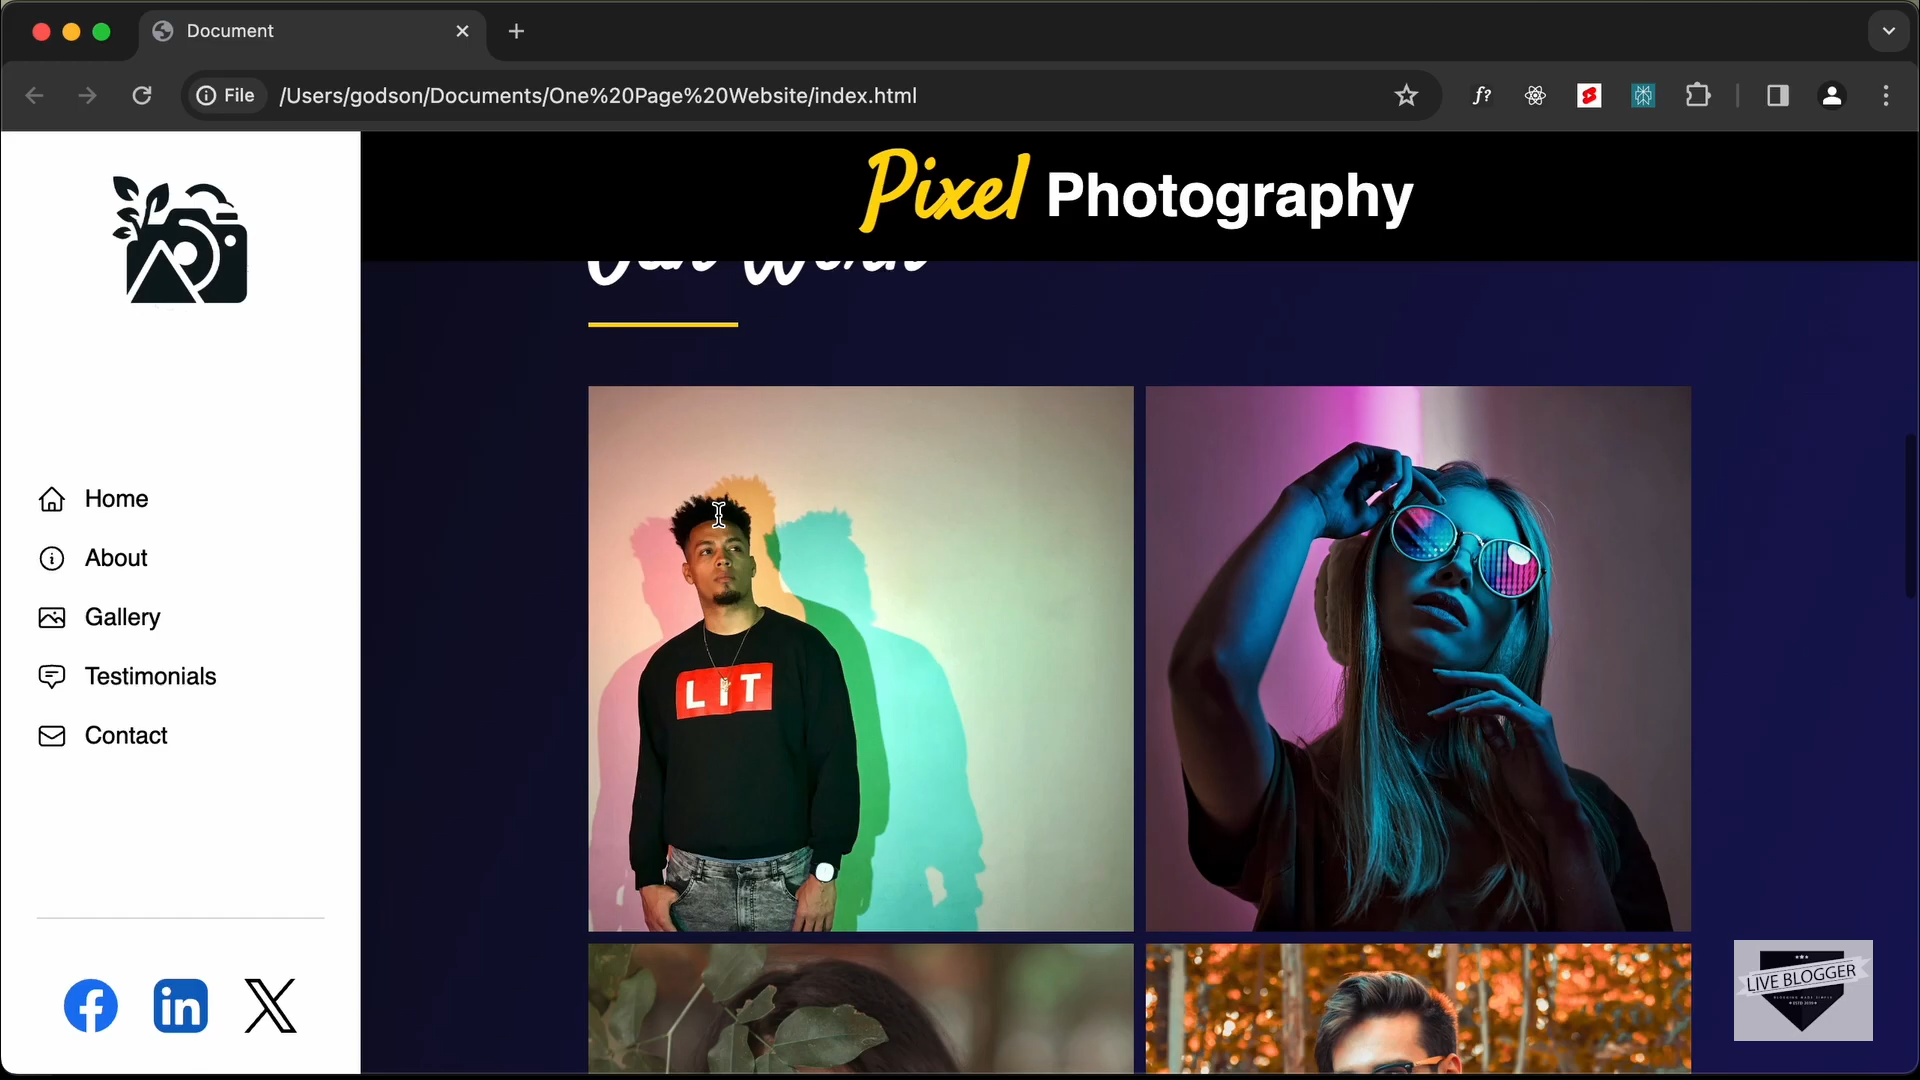 Document
File
/Users/godson/Documents/One%20Page%20Website/index.html
f?
Pixel Photography
Home
About
Gallery
Testimonials
Contact
LIT
in
LIVE BLOGGER